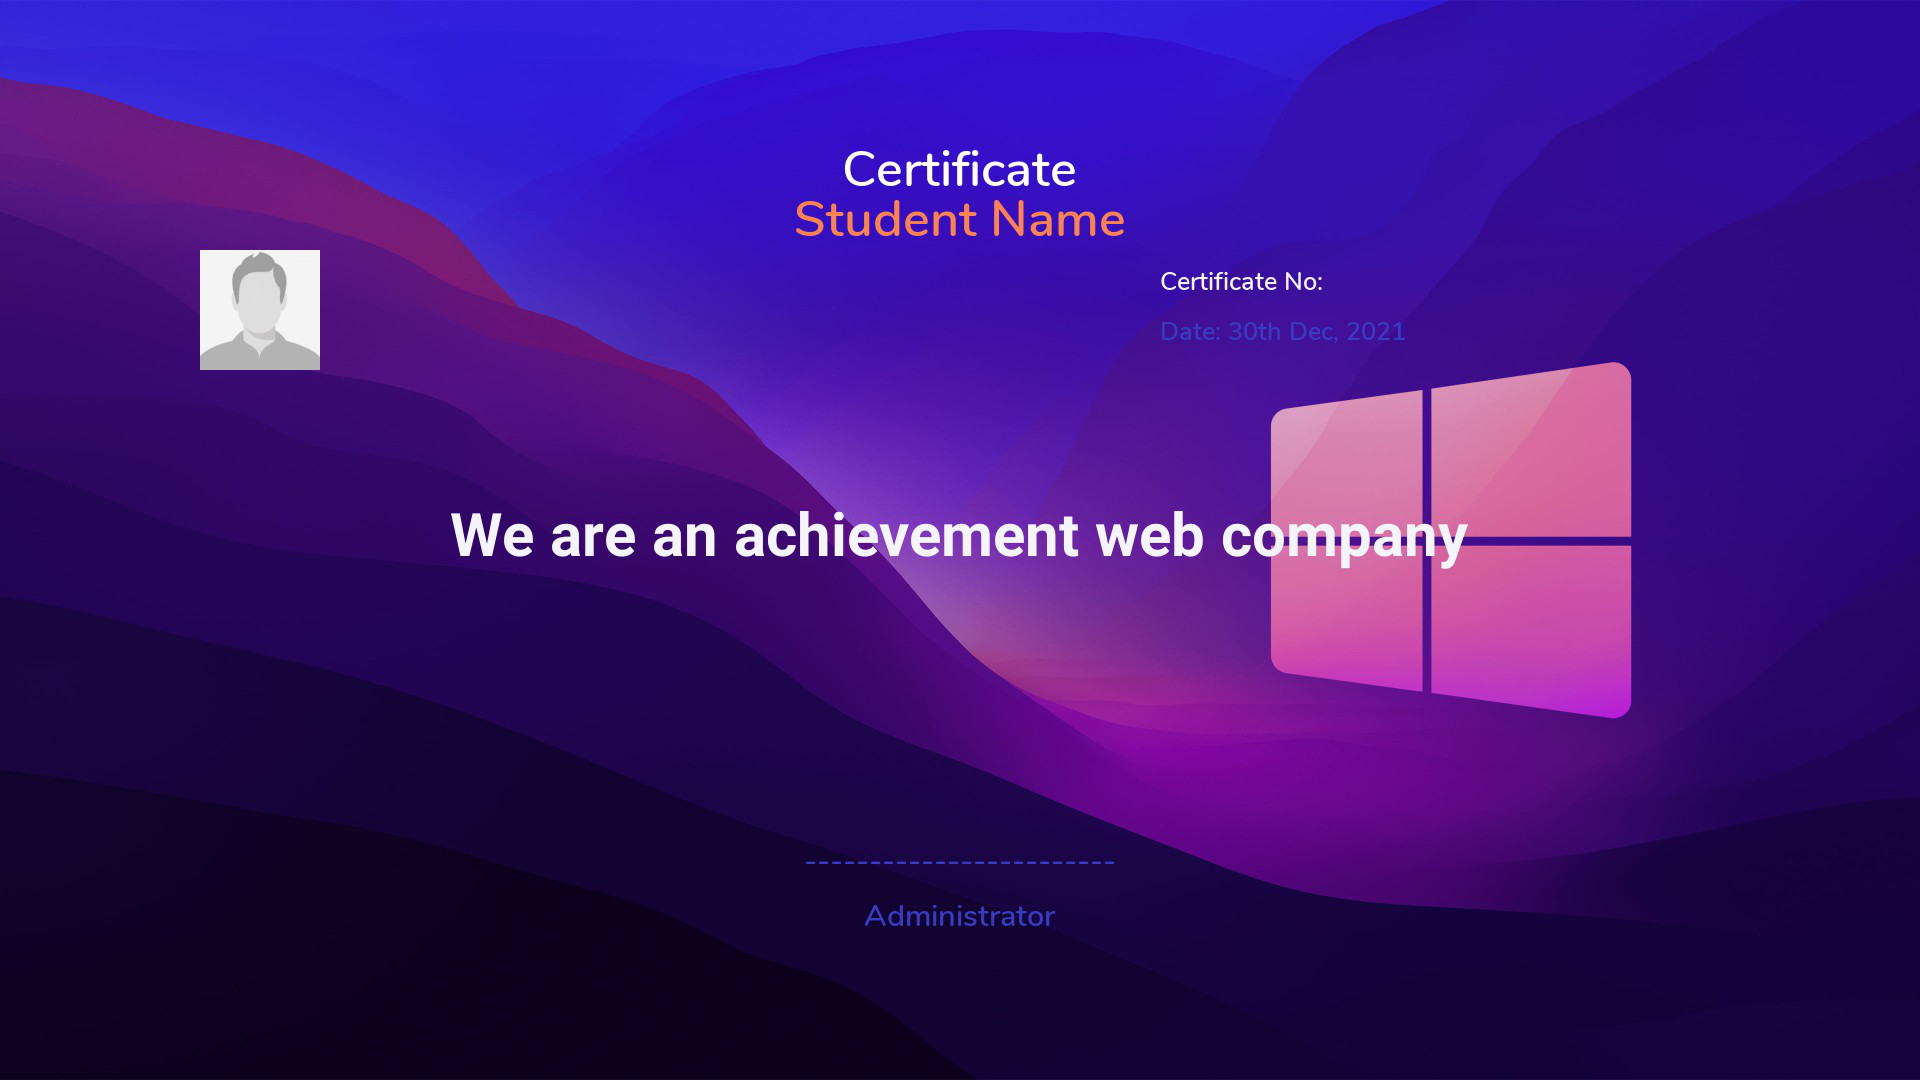 Certificate
Student Name
Certificate No:
Date: 30th Dec, 2021
We are an achievement web company
------------------------
Administrator